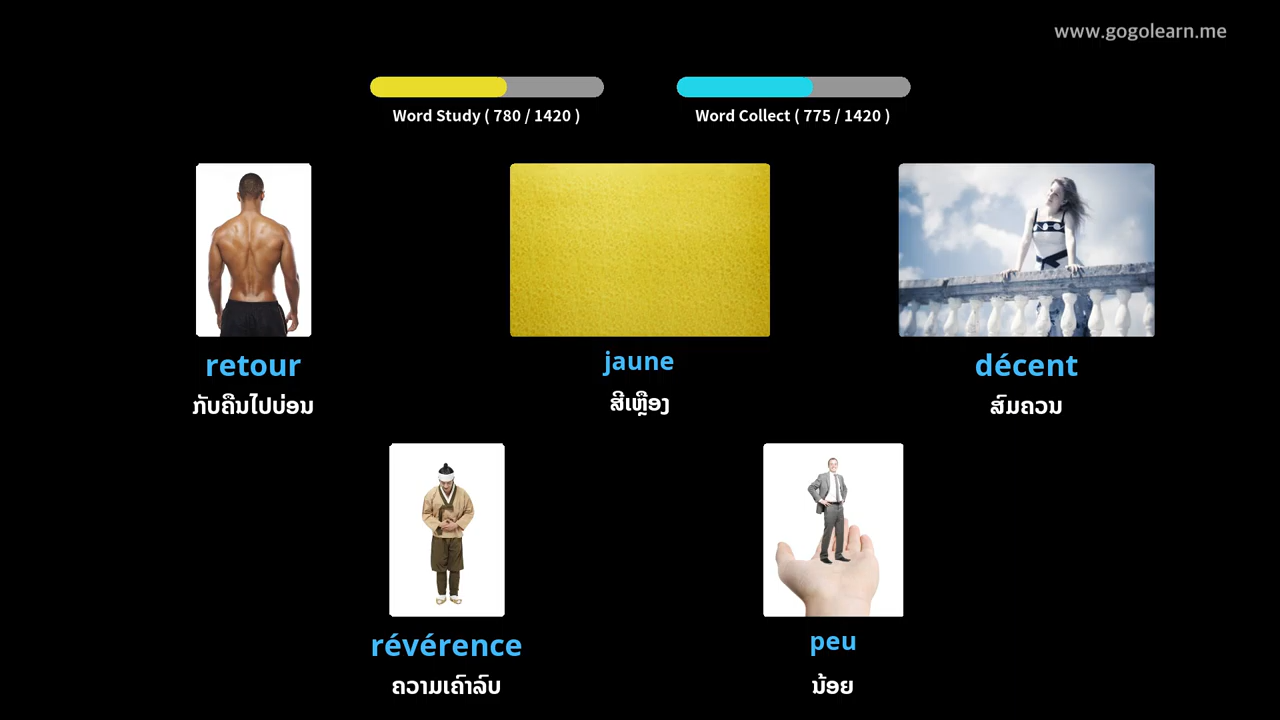 www.gogolearn.me
Word Study ( 780 / 1420 )
Word Collect ( 775 / 1420 )
retour
ກັບຄືນໄປບ່ອນ
jaune
ສີເຫຼືອງ
décent
ສົມຄວນ
révérence
ຄວາມເຄົາລົບ
peu
ນ້ອຍ